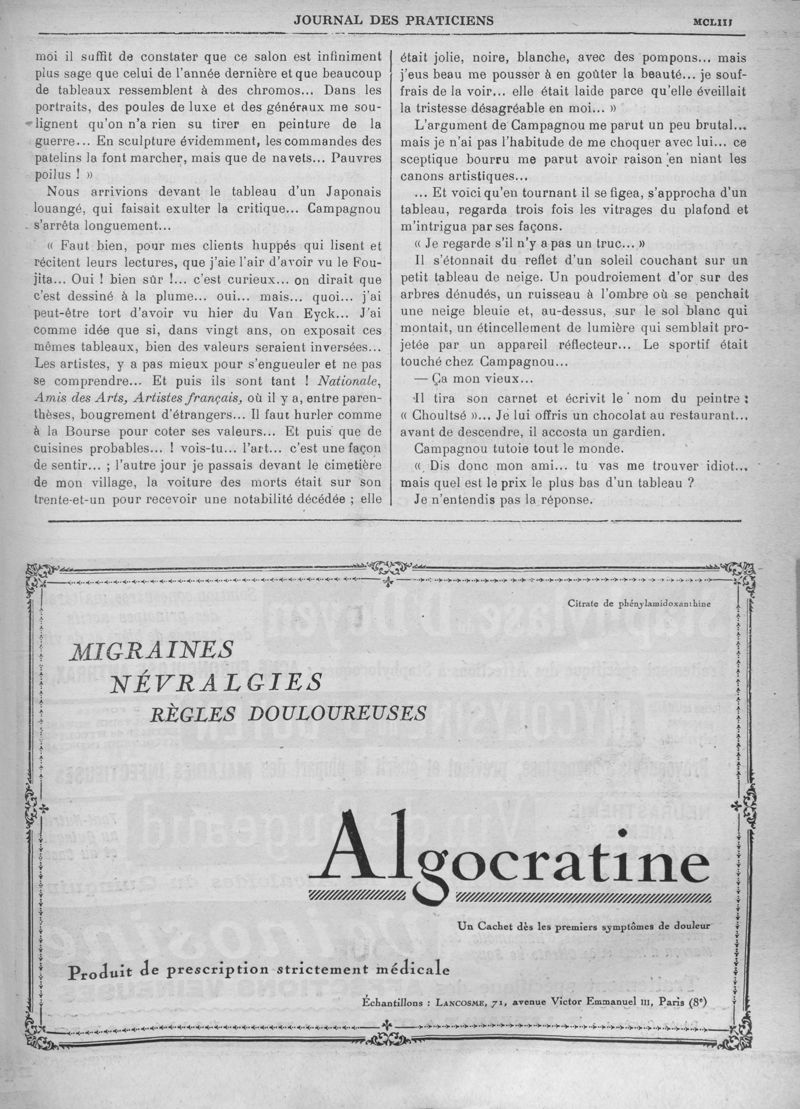 JOURNAL DES PRATICIENS
MCLIII
moi il suffit de constater que ce salon est infiniment
plus sage que celui de l'année dernière et que beaucoup
de tableaux ressemblent à des chromos... Dans les
portraits, des poules de luxe et des généraux me sou-
lignent qu'on n'a rien su tirer en peinture de la
guerre... En sculpture évidemment, les commandes des
patelins la font marcher, mais que de navets... Pauvres
poilus ! »
Nous arrivions devant le tableau d'un Japonais
louangé, qui faisait exulter la critique... Campagnou
s'arrêta longuement...
« Faut bien, pour mes clients huppés qui lisent et
récitent leurs lectures, que j'aie l'air d'avoir vu le Fou-
jita... Oui ! bien sûr !... c'est curieux... on dirait que
c'est dessiné à la plume... oui... mais... quoi... j'ai
peut-être tort d'avoir vu hier du Van Eyck... J'ai
comme idée que si, dans vingt ans, on exposait ces
mêmes tableaux, bien des valeurs seraient inversées...
Les artistes, y a pas mieux pour s'engueuler et ne pas
se comprendre... Et puis ils sont tant ! Nationale,
Amis des Arts, Artistes français, où il y a, entre paren-
thèses, bougrement d'étrangers... Il faut hurler comme
à la Bourse pour coter ses valeurs... Et puis que de
cuisines probables... ! vois-tu... l'art... c'est une façon
de sentir... ; l'autre jour je passais devant le cimetière
de mon village, la voiture des morts était sur son
trente-et-un pour recevoir une notabilité décédée ; elle
était jolie, noire, blanche, avec des pompons... mais
j'eus beau me pousser à en goûter la beauté... je souf-
frais de la voir... elle était laide parce qu'elle éveillait
la tristesse désagréable en moi... »
L'argument de Campagnou me parut un peu brutal...
mais je n'ai pas l'habitude de me choquer avec lui... ce
sceptique bourru me parut avoir raison en niant les
canons artistiques...
... Et voici qu'en tournant il se figea, s'approcha d'un
tableau, regarda trois fois les vitrages du plafond et
m'intrigua par ses façons.
« Je regarde s'il n'y a pas un truc... »
Il s'étonnait du reflet d'un soleil couchant sur un
petit tableau de neige. Un poudroiement d'or sur des
arbres dénudés, un ruisseau à l'ombre où se penchait
une neige bleuie et, au-dessus, sur le sol blanc qui
montait, un étincellement de lumière qui semblait pro-
jetée par un appareil réflecteur... Le sportif était
touché chez Campagnou...
— Ça mon vieux...
Il tira son carnet et écrivit le nom du peintre :
« Choultsé »... Je lui offris un chocolat au restaurant...
avant de descendre, il accosta un gardien.
Campagnou tutoie tout le monde.
« Dis donc mon ami... tu vas me trouver idiot...
mais quel est le prix le plus bas d'un tableau ?
Je n'entendis pas la réponse.
Citrate de phénylamidoxanthine
MIGRAINES
NÉVRALGIES
RÈGLES DOULOUREUSES
Algocratine
Un Cachet dès les premiers symptômes de douleur
Produit de prescription strictement médicale
Échantillons : LANCOSME, 71, avenue Victor Emmanuel III, Paris (8e)